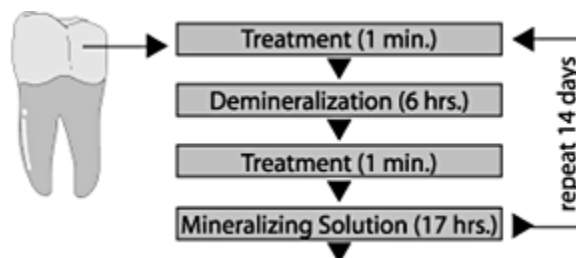 Treatment (1 min.)
Demineralization (6 hrs.)
Treatment (1 min.)
Mineralizing Solution (17 hrs.)
repeat 14 days